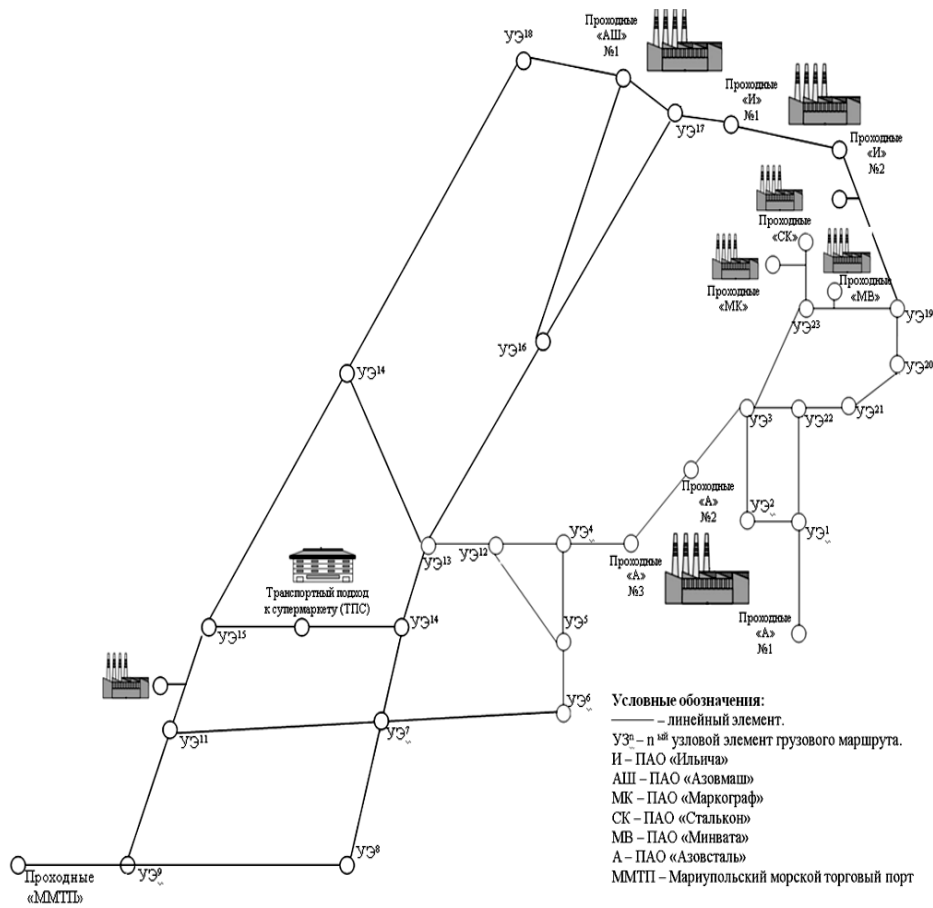 Проходные
«АШ»
№1
УЭ18
Проходные
«И»
№1
УЭ17
Проходные
«И»
№2
Проходные
«СК»
Проходные
«МК»
Проходные
«МВ»
УЭ23
УЭ19
УЭ16
УЭ20
УЭ14
УЭ3
УЭ22
УЭ21
Проходные
«А»
№2
УЭ2
УЭ1
УЭ4
УЭ13
УЭ12
Проходные
«А»
№3
Транспортный подход
к супермаркету (ТПС)
УЭ15
УЭ14
УЭ5
Проходные
«А»
№1
УЭ6
УЭ11
УЭ7
УЭ9
УЭ8
Проходные
«ММТП»
Условные обозначения:
——— – линейный элемент.
УЗn – n ый узловой элемент грузового маршрута.
И – ПАО «Ильича»
АШ – ПАО «Азовмаш»
МК – ПАО «Маркограф»
СК – ПАО «Сталькон»
МВ – ПАО «Минвата»
А – ПАО «Азовсталь»
ММТП – Мариупольский морской торговый порт